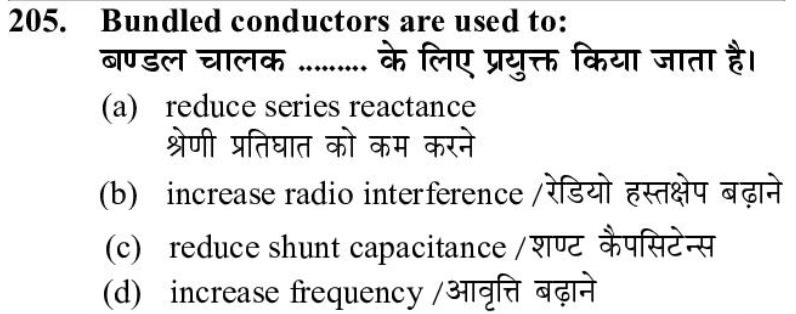 205. Bundled conductors are used to:
बण्डल चालक ......... के लिए प्रयुक्त किया जाता है।
(a) reduce series reactance
श्रेणी प्रतिघात को कम करने
(b) increase radio interference /रेडियो हस्तक्षेप बढ़ाने
(c) reduce shunt capacitance /शण्ट कैपसिटेन्स
(d) increase frequency /आवृत्ति बढ़ाने